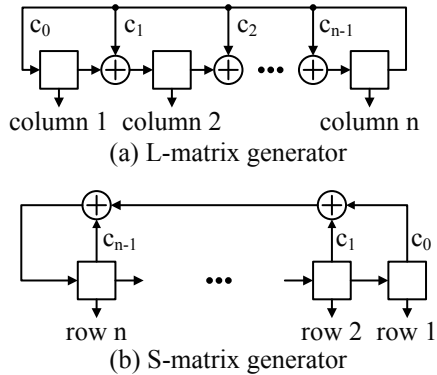 c0 c1 c2 cn-1
column 1 column 2 column n
(a) L-matrix generator
cn-1 c1 c0
row n row 2 row 1
(b) S-matrix generator